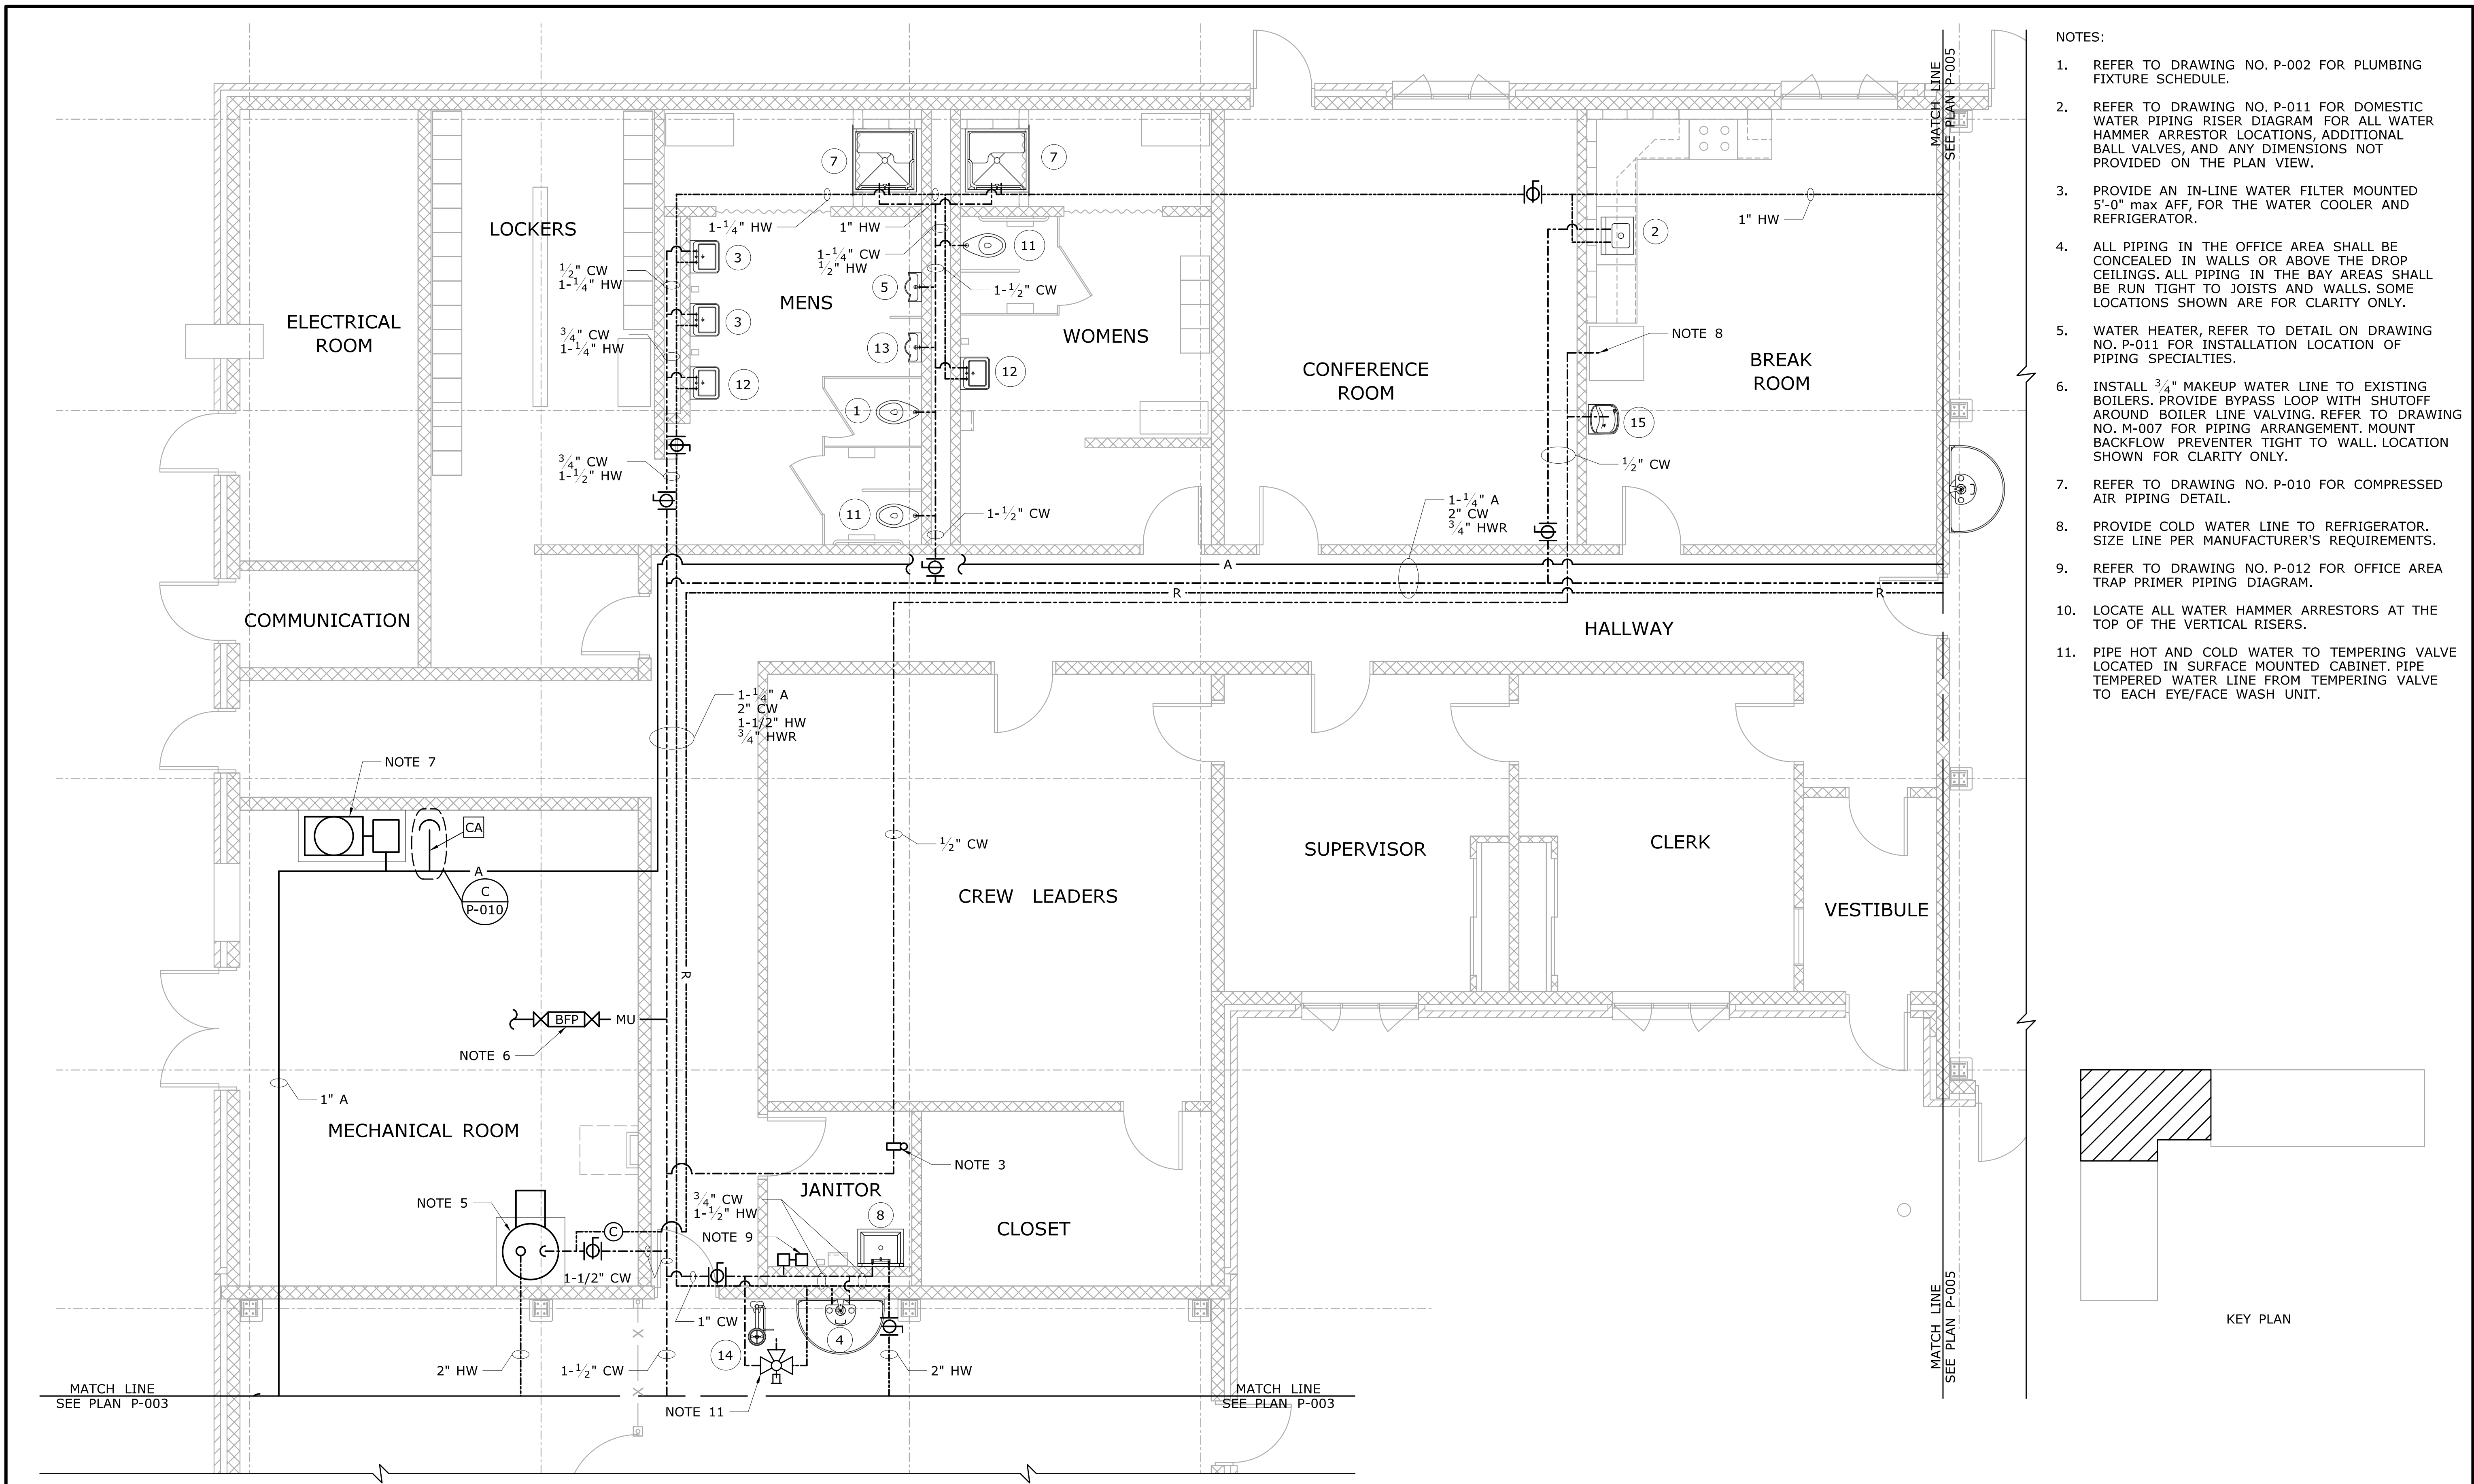 NOTES:
1. REFER TO DRAWING NO. P-002 FOR PLUMBING
FIXTURE SCHEDULE.
2. REFER TO DRAWING NO. P-011 FOR DOMESTIC
WATER PIPING RISER DIAGRAM FOR ALL WATER
HAMMER ARRESTOR LOCATIONS, ADDITIONAL
BALL VALVES, AND ANY DIMENSIONS NOT
PROVIDED ON THE PLAN VIEW.
3. PROVIDE AN IN-LINE WATER FILTER MOUNTED
5'-0" max AFF, FOR THE WATER COOLER AND
REFRIGERATOR.
4. ALL PIPING IN THE OFFICE AREA SHALL BE
CONCEALED IN WALLS OR ABOVE THE DROP
CEILINGS. ALL PIPING IN THE BAY AREAS SHALL
BE RUN TIGHT TO JOISTS AND WALLS. SOME
LOCATIONS SHOWN ARE FOR CLARITY ONLY.
5. WATER HEATER, REFER TO DETAIL ON DRAWING
NO. P-011 FOR INSTALLATION LOCATION OF
PIPING SPECIALTIES.
6. INSTALL 3/4" MAKEUP WATER LINE TO EXISTING
BOILERS. PROVIDE BYPASS LOOP WITH SHUTOFF
AROUND BOILER LINE VALVING. REFER TO DRAWING
NO. M-007 FOR PIPING ARRANGEMENT. MOUNT
BACKFLOW PREVENTER TIGHT TO WALL. LOCATION
SHOWN FOR CLARITY ONLY.
7. REFER TO DRAWING NO. P-010 FOR COMPRESSED
AIR PIPING DETAIL.
8. PROVIDE COLD WATER LINE TO REFRIGERATOR.
SIZE LINE PER MANUFACTURER'S REQUIREMENTS.
9. REFER TO DRAWING NO. P-012 FOR OFFICE AREA
TRAP PRIMER PIPING DIAGRAM.
10. LOCATE ALL WATER HAMMER ARRESTORS AT THE
TOP OF THE VERTICAL RISERS.
11. PIPE HOT AND COLD WATER TO TEMPERING VALVE
LOCATED IN SURFACE MOUNTED CABINET. PIPE
TEMPERED WATER LINE FROM TEMPERING VALVE
TO EACH EYE/FACE WASH UNIT.
MATCH LINE
SEE PLAN P-005
7
7
LOCKERS
1-1/4" HW
1" HW
1" HW
2
3
1-1/4" CW
1/2" HW
11
1/2" CW
1-1/4" HW
5
1-1/2" CW
MENS
3
ELECTRICAL
ROOM
3/4" CW
1-1/4" HW
13
WOMENS
NOTE 8
CONFERENCE
ROOM
BREAK
ROOM
12
12
1
15
3/4" CW
1-1/2" HW
1/2" CW
11
1-1/2" CW
1-1/4" A
2" CW
3/4" HWR
A
R
R
COMMUNICATION
HALLWAY
1-1/4" A
2" CW
1-1/2" HW
3/4" HWR
NOTE 7
CA
A
C
P-010
1/2" CW
SUPERVISOR
CLERK
CREW LEADERS
VESTIBULE
R
BFP
MU
NOTE 6
1" A
MECHANICAL ROOM
NOTE 3
JANITOR
NOTE 5
3/4" CW
1-1/2" HW
8
CLOSET
C
NOTE 9
1-1/2" CW
1" CW
4
14
2" HW
1-1/2" CW
2" HW
NOTE 11
MATCH LINE
SEE PLAN P-003
MATCH LINE
SEE PLAN P-003
MATCH LINE
SEE PLAN P-005
KEY PLAN